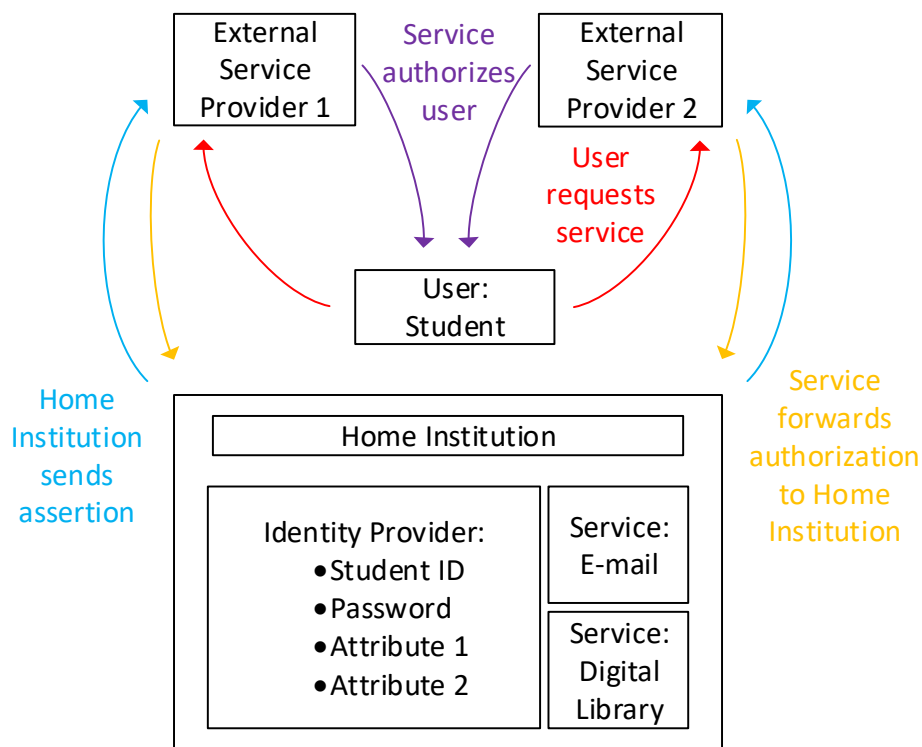 External
Service
Provider 1
Service
authorizes
user
External
Service
Provider 2
User
requests
service
User:
Student
Home
Institution
sends
assertion
Service
forwards
authorization
to Home
Institution
Home Institution
Identity Provider:
•Student ID
•Password
•Attribute 1
•Attribute 2
Service:
E-mail
Service:
Digital
Library